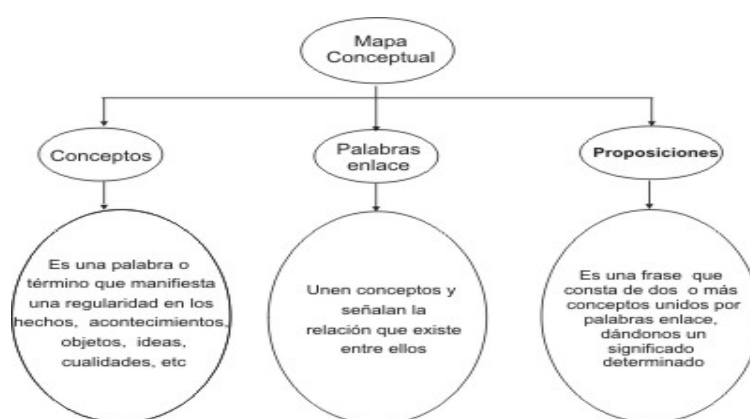 Mapa
Conceptual
Conceptos
Palabras
enlace
Proposiciones
Es una palabra o
término que manifiesta
una regularidad en los
hechos, acontecimientos,
objetos, ideas,
cualidades, etc
Unen conceptos y
señalan la
relación que existe
entre ellos
Es una frase que
consta de dos o más
conceptos unidos por
palabras enlace,
dándonos un
significado
determinado